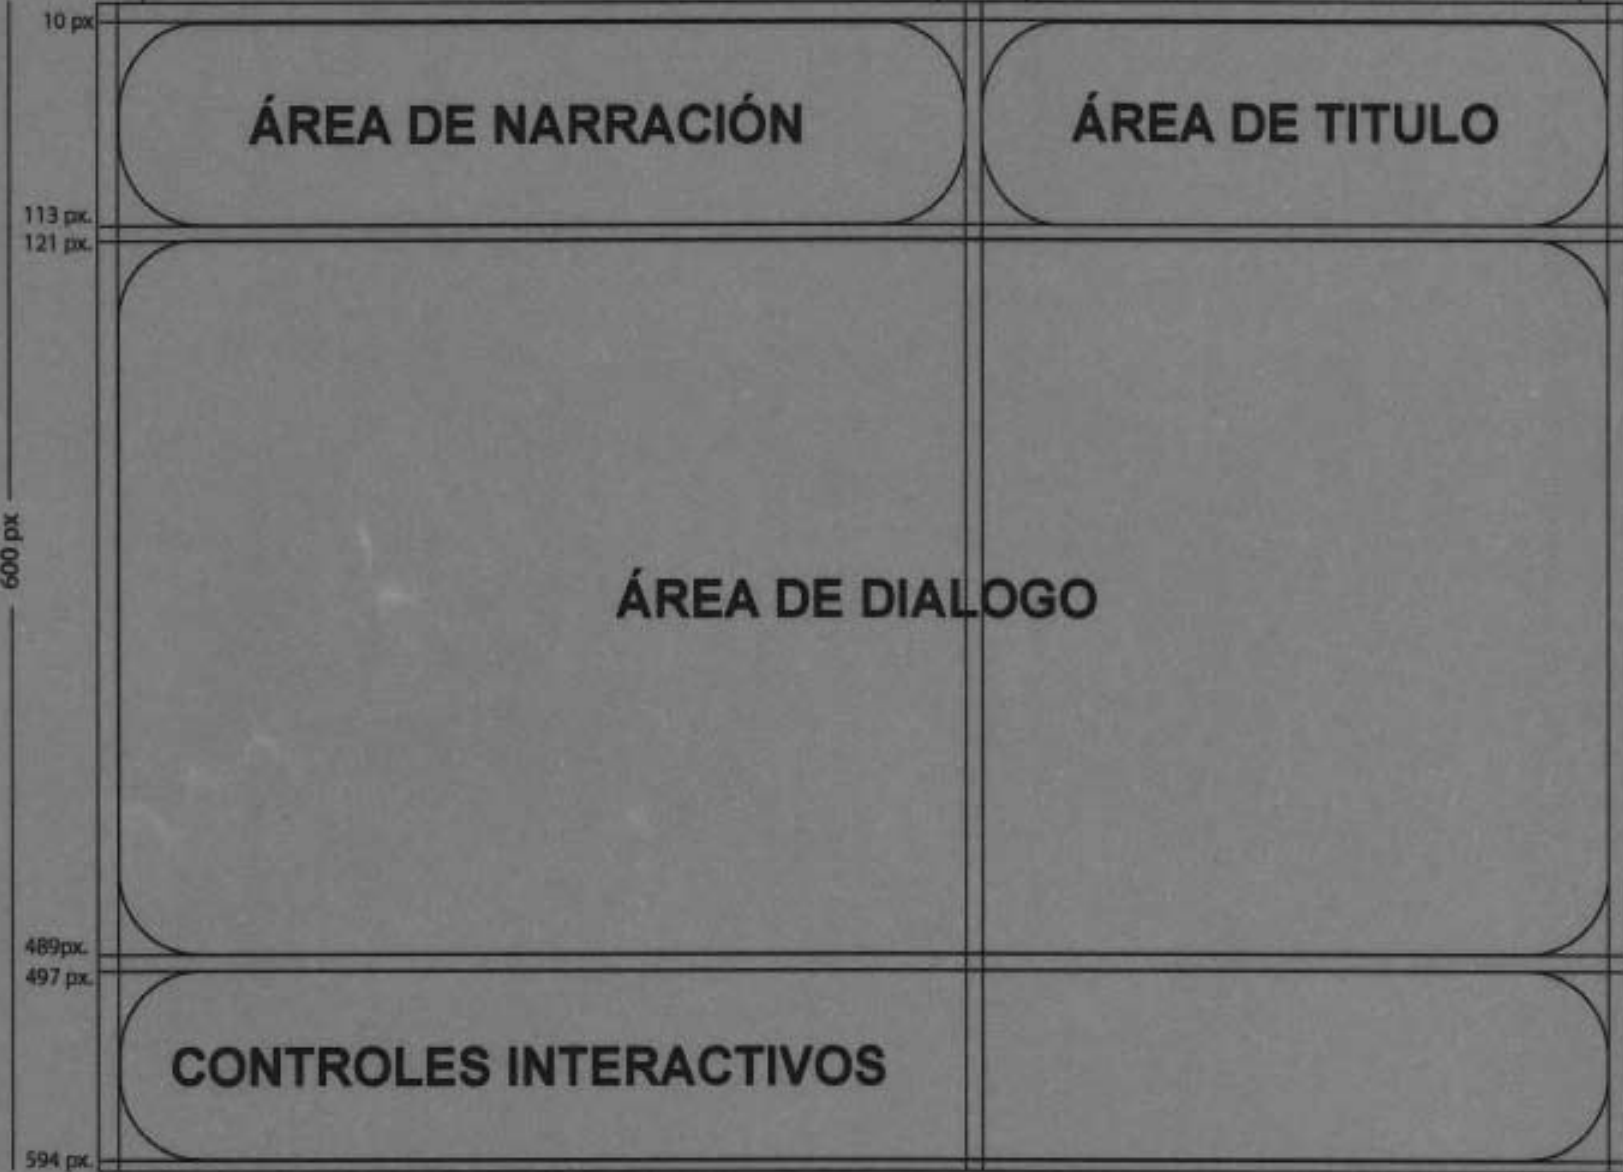 10 px
ÁREA DE NARRACIÓN
ÁREA DE TITULO
113 px.
121 px.
600 px
ÁREA DE DIALOGO
489px.
497 px.
CONTROLES INTERACTIVOS
594 px.